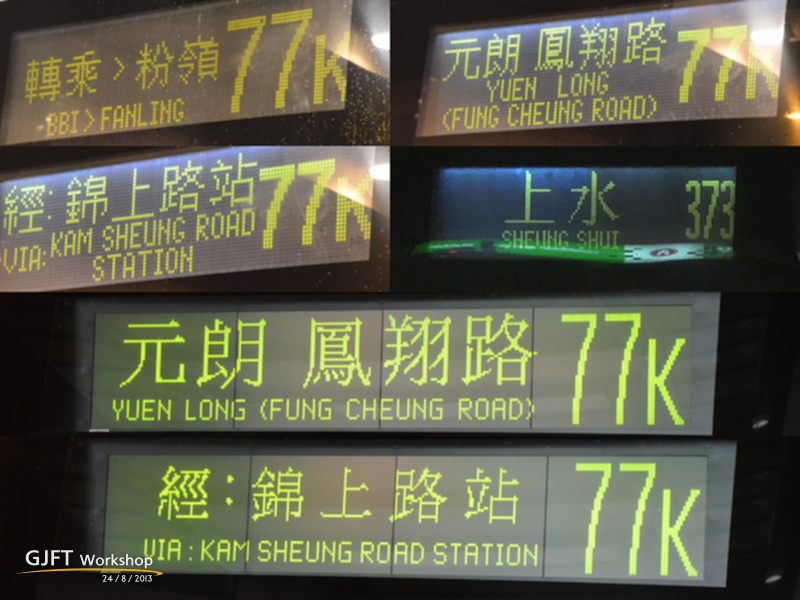 轉乘 > 粉嶺 77K
BBI > FANLING
元朗 鳳翔路 77K
YUEN LONG
(FUNG CHEUNG ROAD)
經: 錦上路站 77K
VIA: KAM SHEUNG ROAD
STATION
上水 373
SHEUNG SHUI
元朗 鳳翔路 77K
YUEN LONG (FUNG CHEUNG ROAD)
經：錦上路站 77K
VIA : KAM SHEUNG ROAD STATION
GJFT Workshop
24 / 8 / 2013